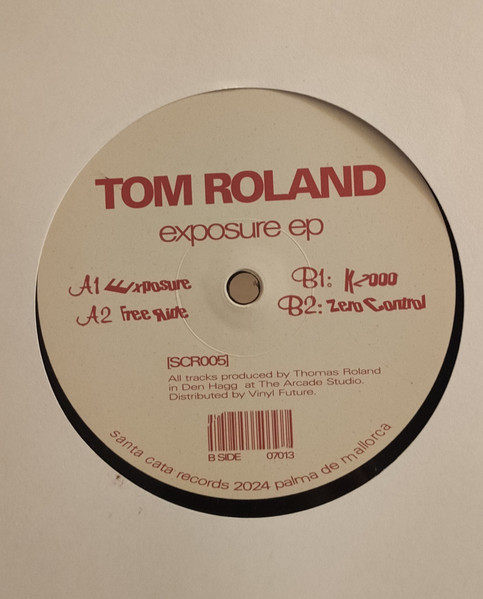 TOM ROLAND
exposure ep
A1 Exposure
A2 Free Ride
B1: K2000
B2: Zero Control
[SCR005]
All tracks produced by Thomas Roland
in Den Hagg at The Arcade Studio.
Distributed by Vinyl Future.
B SIDE 07013
santa cata records 2024 palma de mallorca